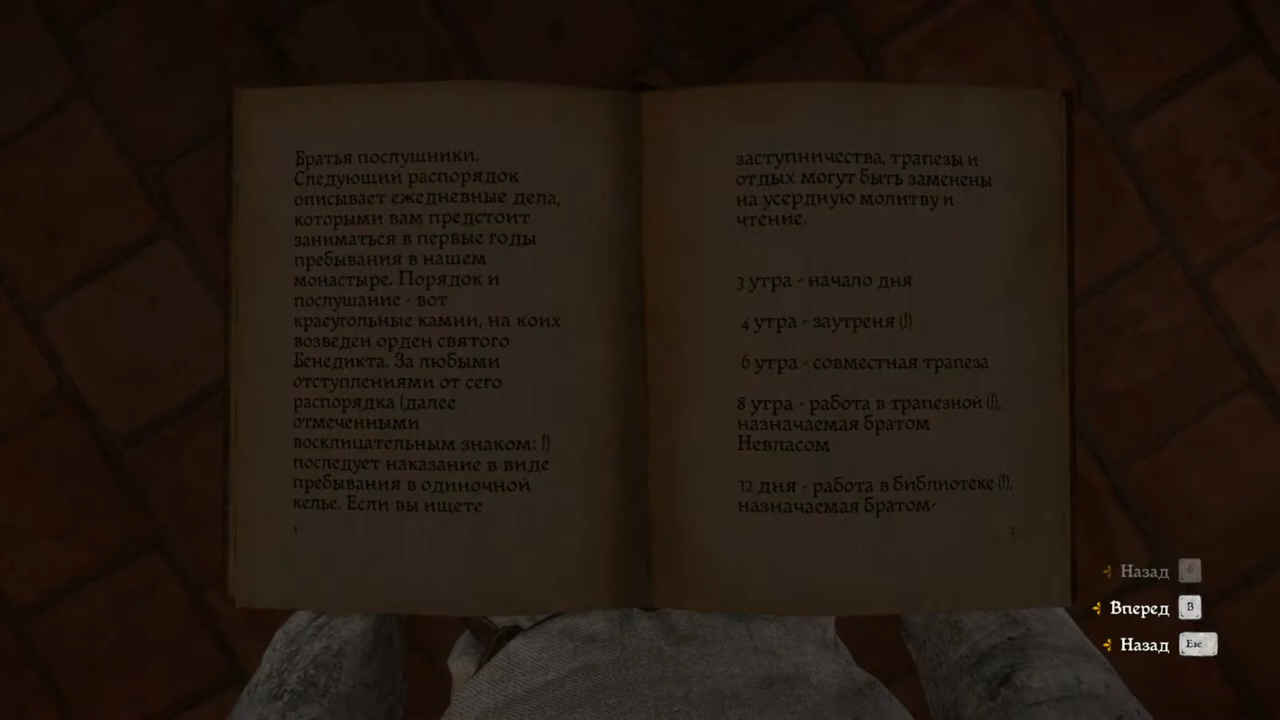 Братья послушники,
Следующий распорядок
описывает ежедневные дела,
которыми вам предстоит
заниматься в первые годы
пребывания в нашем
монастыре. Порядок и
послушание - вот
краеугольные камни, на коих
возведен орден святого
Бенедикта. За любыми
отступлениями от сего
распорядка (далее
отмеченными
восклицательным знаком: !)
последует наказание в виде
пребывания в одиночной
келье. Если вы ищете
1
заступничества, трапезы и
отдых могут быть заменены
на усердную молитву и
чтение.
3 утра - начало дня
4 утра - заутреня (!)
6 утра - совместная трапеза
8 утра - работа в трапезной (!),
назначаемая братом
Невласом
12 дня - работа в библиотеке (!),
назначаемая братом-
2
Назад Ф
Вперед В
Назад Esc